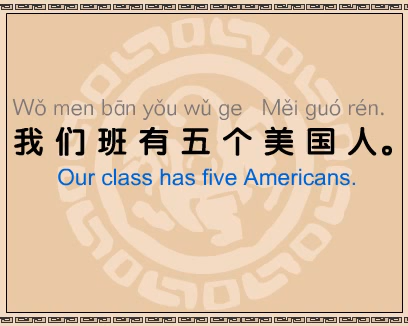 Wǒ men bān yǒu wǔ ge Měi guó rén.
我们班有五个美国人。
Our class has five Americans.